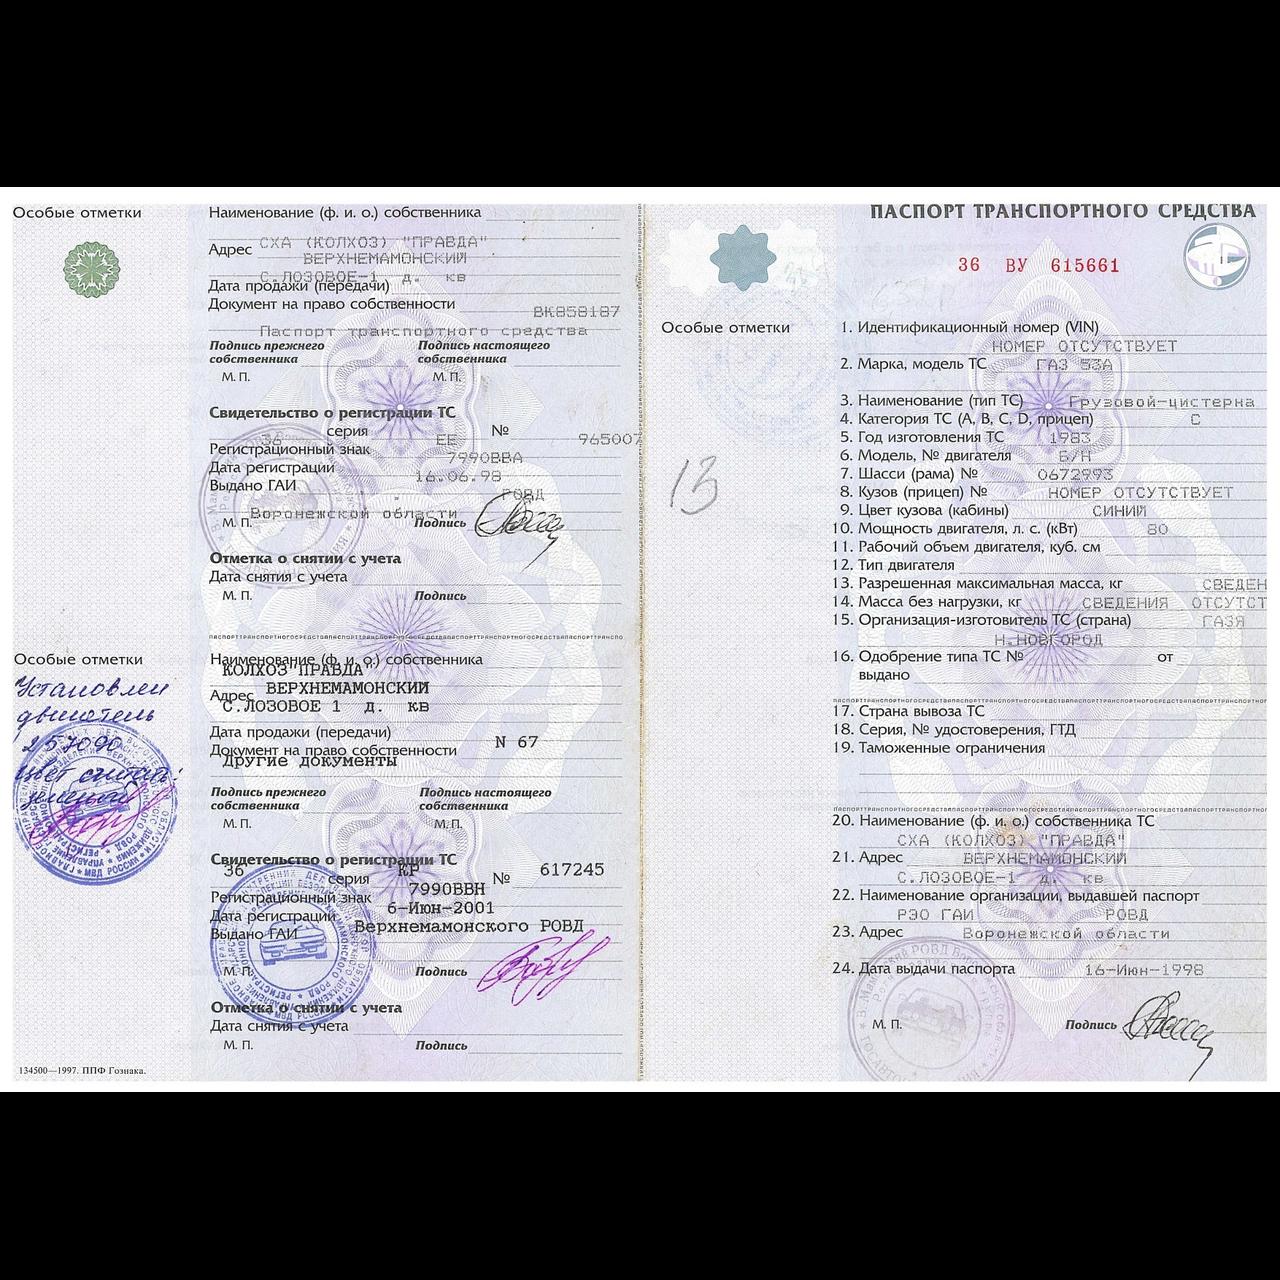 Особые отметки
Наименование (ф. и. о.) собственника
СХА (КОЛХОЗ) "ПРАВДА"
Адрес ВЕРХНЕМАМОНСКИЙ
С.ЛОЗОВОЕ-1 д. кв
Дата продажи (передачи)
Документ на право собственности
ВК858187
Паспорт транспортного средства
Подпись прежнего собственника
Подпись настоящего собственника
М. П. М. П.
Свидетельство о регистрации ТС
36 серия ЕЕ № 965007
Регистрационный знак 7990ВВА
Дата регистрации 16.06.98
Выдано ГАИ РОВД
Воронежской области
М. П. Подпись
Отметка о снятии с учета
Дата снятия с учета
М. П. Подпись
Особые отметки
Установлен
двигатель
257090
Цвет считать:
зеленый
Наименование (ф. и. о.) собственника
КОЛХОЗ ПРАВДА
Адрес ВЕРХНЕМАМОНСКИЙ
С.ЛОЗОВОЕ 1 д. кв
Дата продажи (передачи)
N 67
Документ на право собственности
Другие документы
Подпись прежнего собственника
Подпись настоящего собственника
М. П. М. П.
Свидетельство о регистрации ТС
36 серия КР № 617245
Регистрационный знак 7990ВВН
Дата регистрации 6-Июн-2001
Выдано ГАИ Верхнемамонского РОВД
М. П. Подпись
Отметка о снятии с учета
Дата снятия с учета
М. П. Подпись
134500—1997. ППФ Гознака.
ПАСПОРТ ТРАНСПОРТНОГО СРЕДСТВА
36 ВУ 615661
Особые отметки
13
1. Идентификационный номер (VIN)
НОМЕР ОТСУТСТВУЕТ
2. Марка, модель ТС ГАЗ 53А
3. Наименование (тип ТС) Грузовой-цистерна
4. Категория ТС (A, B, C, D, прицеп) C
5. Год изготовления ТС 1983
6. Модель, № двигателя Б/Н
7. Шасси (рама) № 0672993
8. Кузов (прицеп) № НОМЕР ОТСУТСТВУЕТ
9. Цвет кузова (кабины) СИНИЙ
10. Мощность двигателя, л. с. (кВт) 80
11. Рабочий объем двигателя, куб. см
12. Тип двигателя
13. Разрешенная максимальная масса, кг СВЕДЕН
14. Масса без нагрузки, кг СВЕДЕНИЯ ОТСУТСТ
15. Организация-изготовитель ТС (страна) ГАЗЯ
Н.НОВГОРОД
16. Одобрение типа ТС № от
выдано
17. Страна вывоза ТС
18. Серия, № удостоверения, ГТД
19. Таможенные ограничения
20. Наименование (ф. и. о.) собственника ТС
СХА (КОЛХОЗ) "ПРАВДА"
21. Адрес ВЕРХНЕМАМОНСКИЙ
С.ЛОЗОВОЕ-1 д. кв
22. Наименование организации, выдавшей паспорт
РЭО ГАИ РОВД
23. Адрес Воронежской области
24. Дата выдачи паспорта 16-Июн-1998
М. П. Подпись